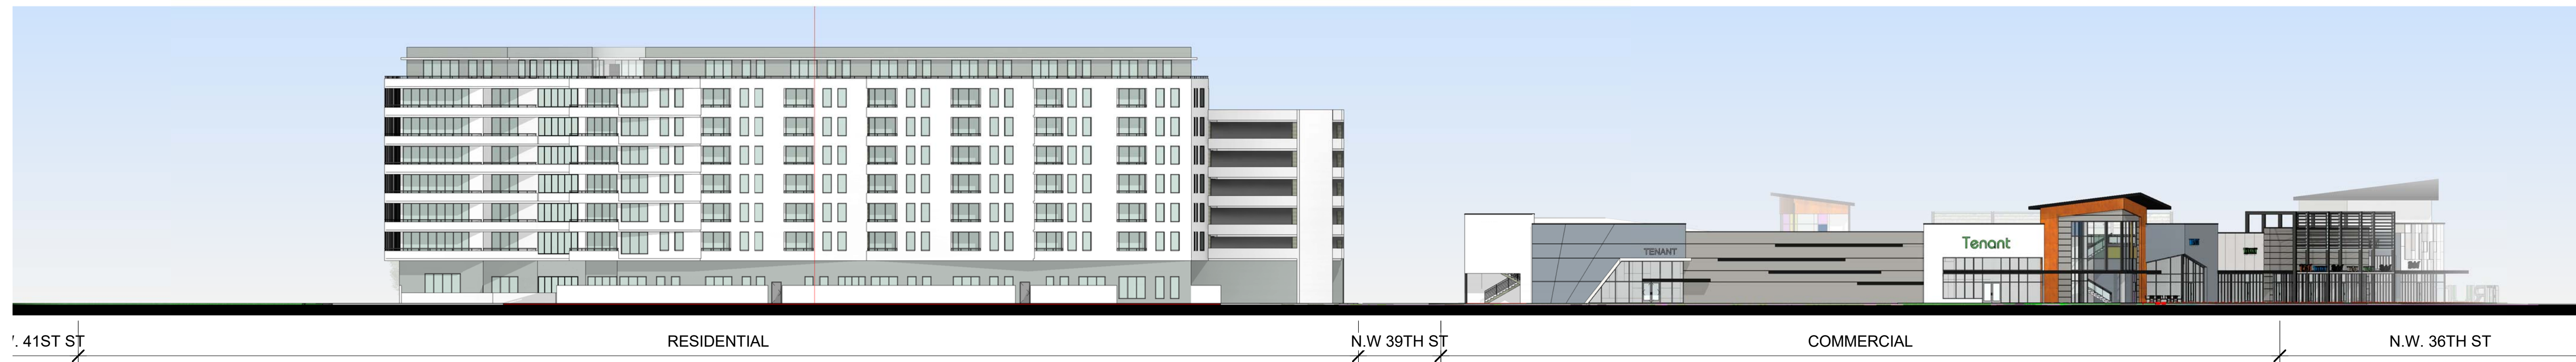 TENANT
Tenant
. 41ST ST
RESIDENTIAL
N.W 39TH ST
COMMERCIAL
N.W. 36TH ST